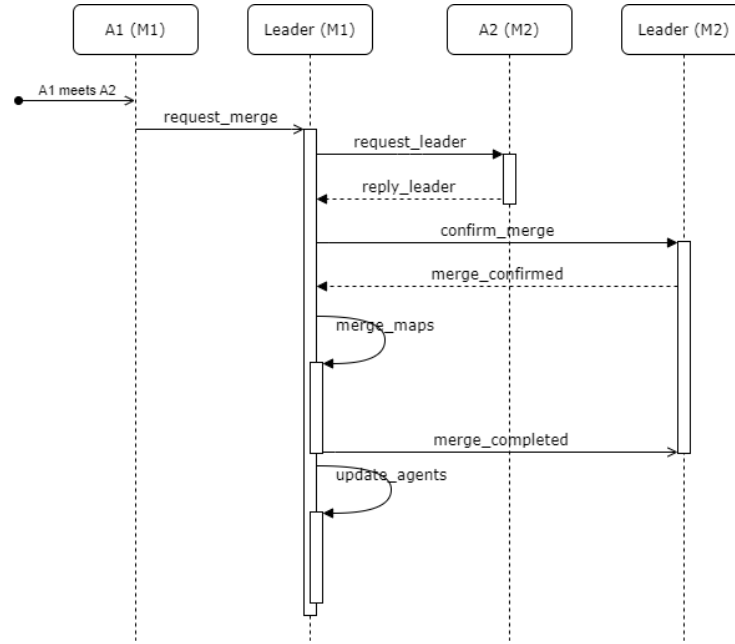 A1 (M1)
Leader (M1)
A2 (M2)
Leader (M2)
A1 meets A2
request_merge
request_leader
reply_leader
confirm_merge
merge_confirmed
merge_maps
merge_completed
update_agents